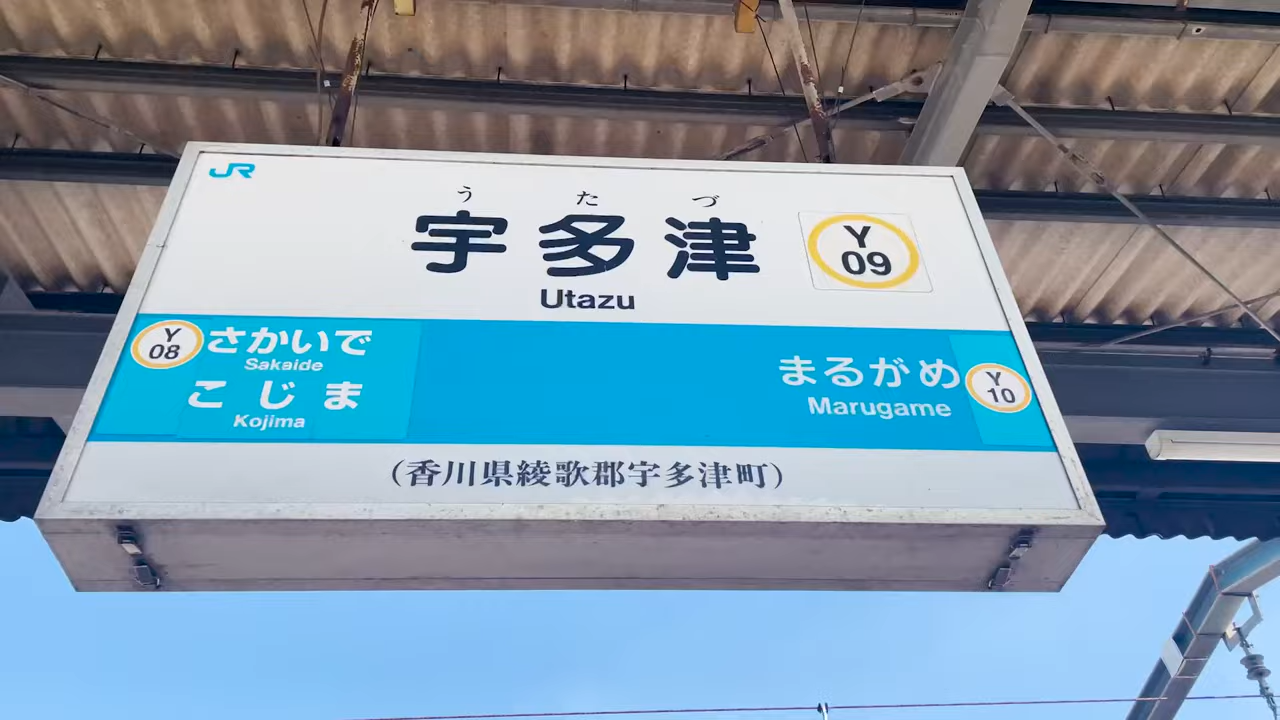 JR
うたづ
宇多津
Utazu
Y
09
Y
08
さかいで
Sakaide
こじま
Kojima
まるがめ
Marugame
Y
10
(香川県綾歌郡宇多津町)